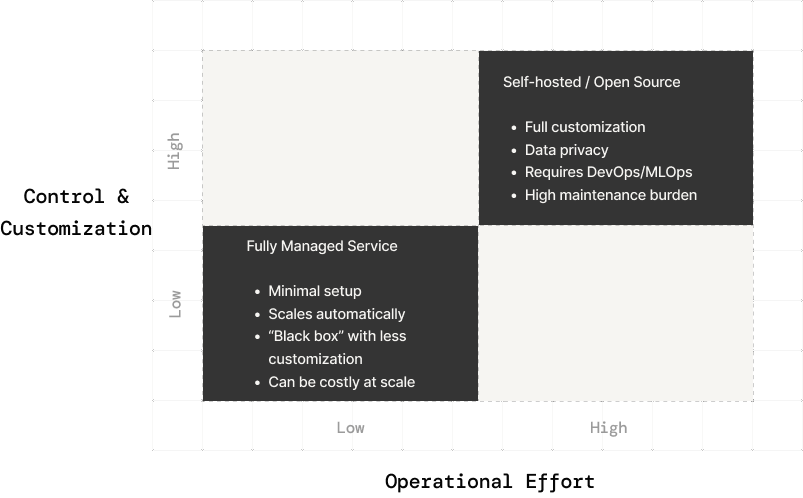 Self-hosted / Open Source
• Full customization
• Data privacy
• Requires DevOps/MLOps
• High maintenance burden
High
Control &
Customization
Fully Managed Service
• Minimal setup
• Scales automatically
• “Black box” with less
customization
• Can be costly at scale
Low
Low
High
Operational Effort